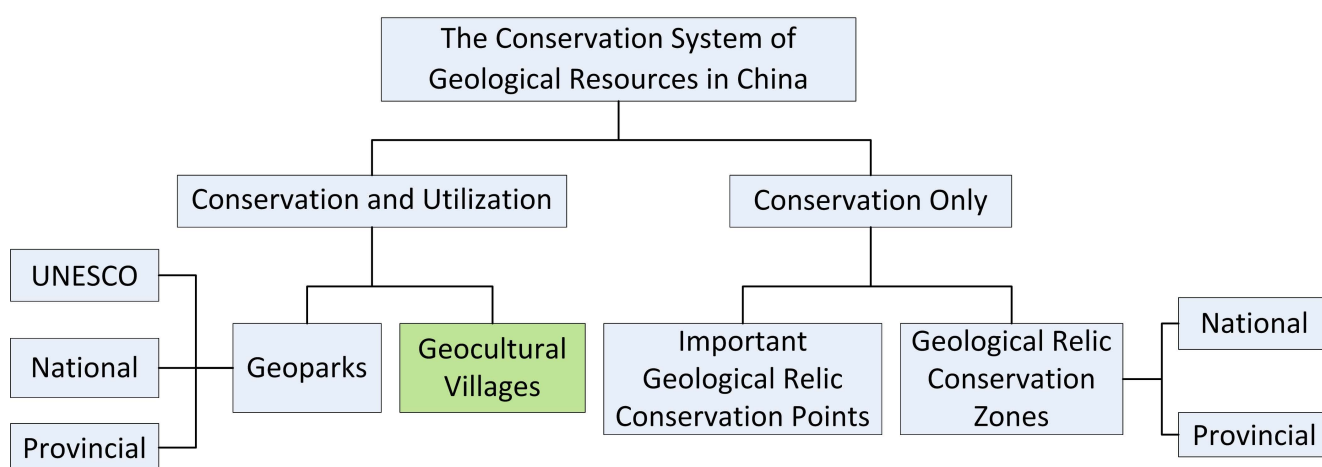 The Conservation System of
Geological Resources in China
Conservation and Utilization
Conservation Only
UNESCO
National
Provincial
Geoparks
Geocultural
Villages
Important
Geological Relic
Conservation Points
Geological Relic
Conservation
Zones
National
Provincial